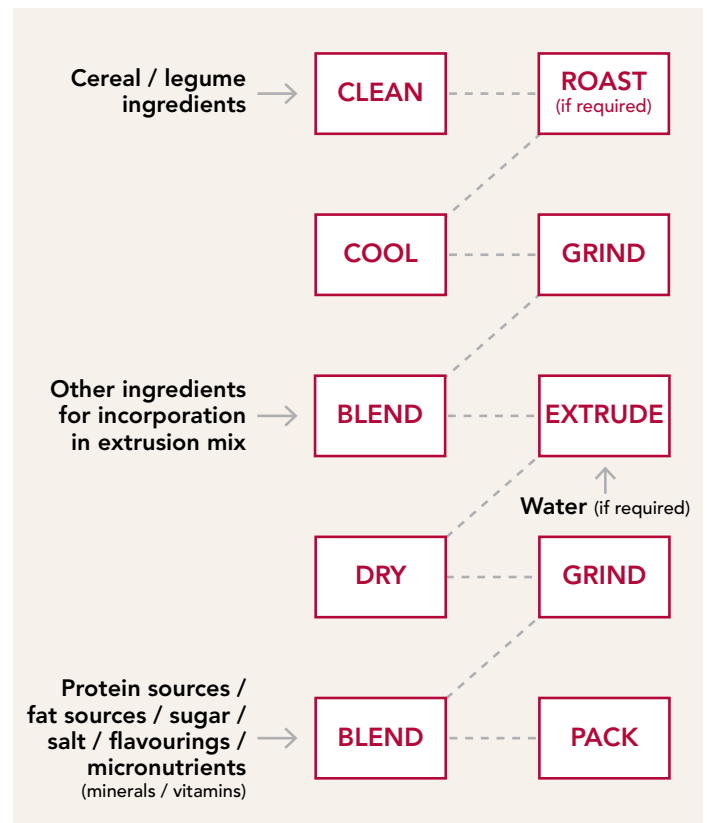 Cereal / legume
ingredients
CLEAN
ROAST
(if required)
COOL
GRIND
Other ingredients
for incorporation
in extrusion mix
BLEND
EXTRUDE
Water (if required)
DRY
GRIND
Protein sources /
fat sources / sugar /
salt / flavourings /
micronutrients
(minerals / vitamins)
BLEND
PACK